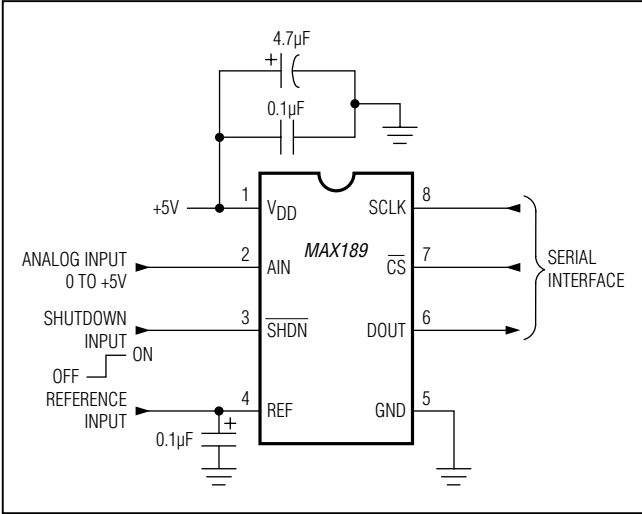 4.7µF
+
0.1µF
+5V
1
VDD
SCLK
8
MAX189
ANALOG INPUT
0 TO +5V
2
AIN
CS
7
SERIAL
INTERFACE
SHUTDOWN
INPUT
3
SHDN
DOUT
6
ON
OFF
REFERENCE
INPUT
4
REF
GND
5
+
0.1µF